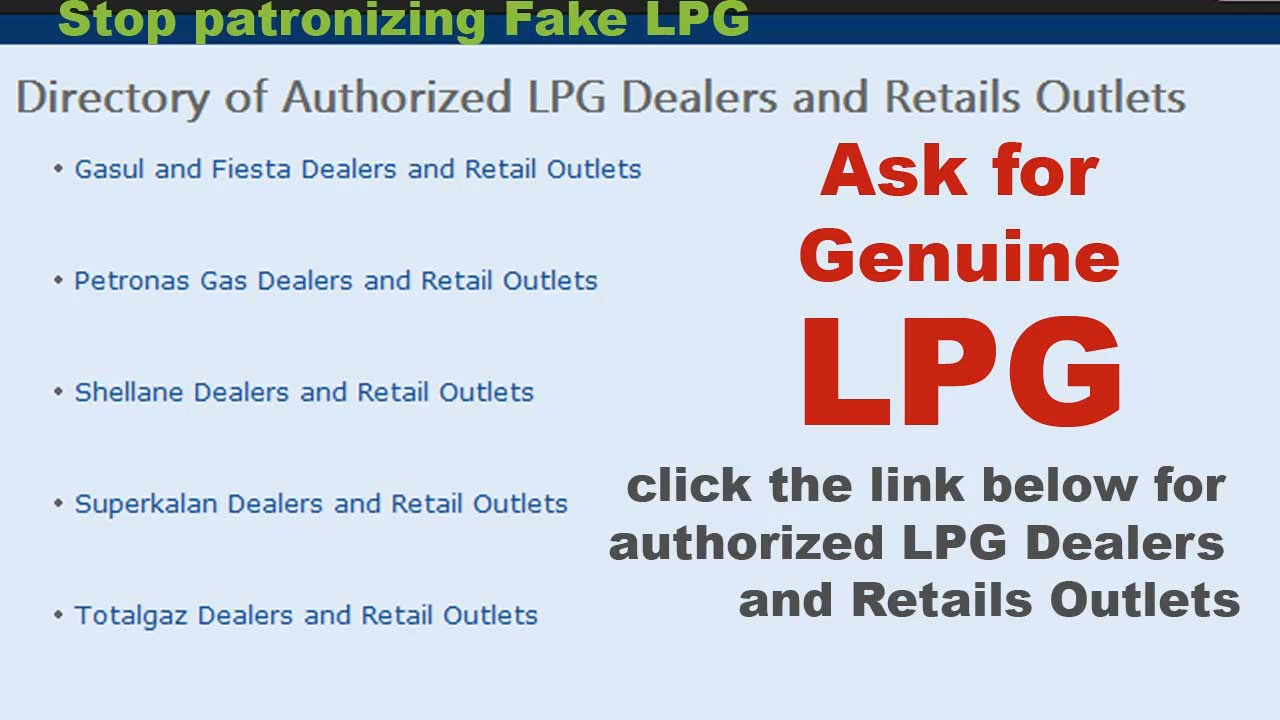 Stop patronizing Fake LPG
Directory of Authorized LPG Dealers and Retails Outlets
• Gasul and Fiesta Dealers and Retail Outlets
• Petronas Gas Dealers and Retail Outlets
• Shellane Dealers and Retail Outlets
• Superkalan Dealers and Retail Outlets
• Totalgaz Dealers and Retail Outlets
Ask for
Genuine
LPG
click the link below for
authorized LPG Dealers
and Retails Outlets